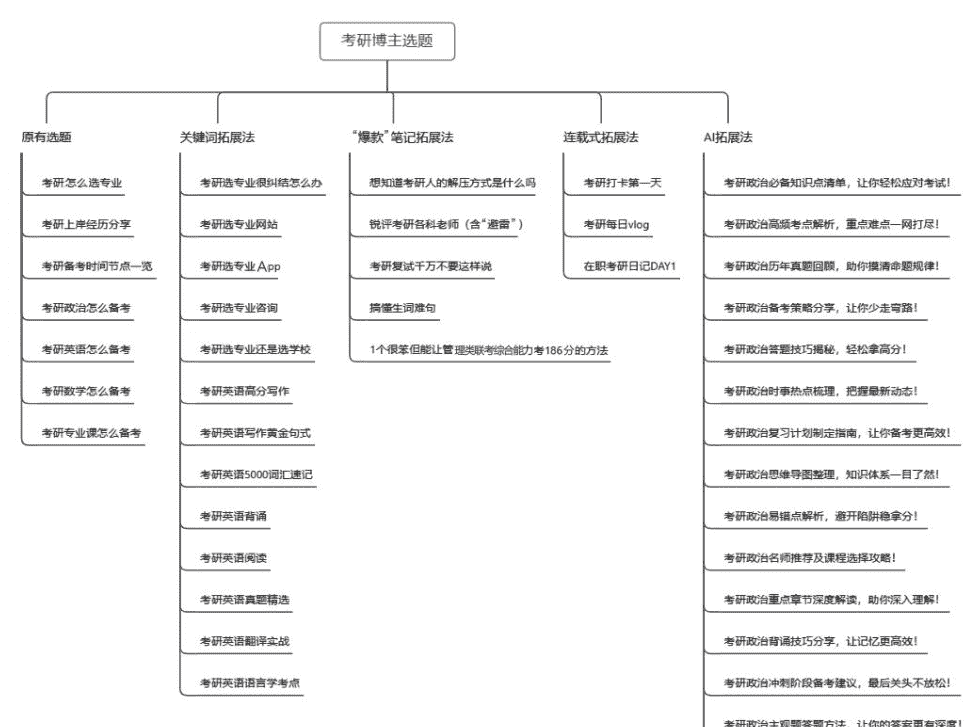 考研博主选题
原有选题
考研怎么选专业
考研上岸经历分享
考研备考时间节点一览
考研政治怎么备考
考研英语怎么备考
考研数学怎么备考
考研专业课怎么备考
关键词拓展法
考研选专业很纠结怎么办
考研选专业网站
考研选专业App
考研选专业咨询
考研选专业还是选学校
考研英语高分写作
考研英语写作黄金句式
考研英语5000词汇速记
考研英语背诵
考研英语阅读
考研英语真题精选
考研英语翻译实战
考研英语语言学考点
“爆款”笔记拓展法
想知道考研人的解压方式是什么吗
锐评考研各科老师（含“避雷”）
考研复试千万不要这样说
搞懂生词难句
1个很笨但能让管理类联考综合能力考186分的方法
连载式拓展法
考研打卡第一天
考研每日vlog
在职考研日记DAY1
AI拓展法
考研政治必备知识点清单，让你轻松应对考试！
考研政治高频考点解析，重点难点一网打尽！
考研政治历年真题回顾，助你摸清命题规律！
考研政治备考策略分享，让你少走弯路！
考研政治答题技巧揭秘，轻松拿高分！
考研政治时事热点梳理，把握最新动态！
考研政治复习计划制定指南，让你备考更高效！
考研政治思维导图整理，知识体系一目了然！
考研政治易错点解析，避开陷阱稳拿分！
考研政治名师推荐及课程选择攻略！
考研政治重点章节深度解读，助你深入理解！
考研政治背诵技巧分享，让记忆更高效！
考研政治冲刺阶段备考建议，最后关头不放松！
考研政治主观题答题方法，让你的答案更有深度！